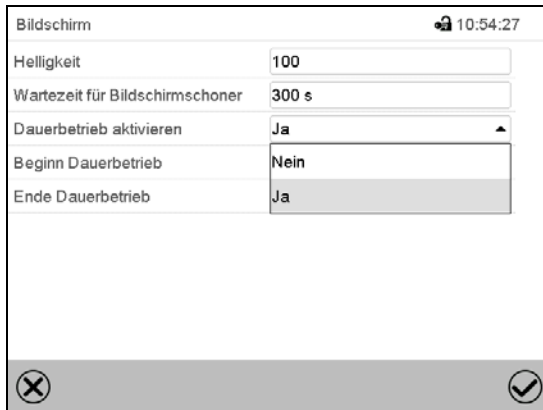 Bildschirm 10:54:27
Helligkeit 100
Wartezeit für Bildschirmschoner 300 s
Dauerbetrieb aktivieren Ja
Beginn Dauerbetrieb Nein
Ende Dauerbetrieb Ja